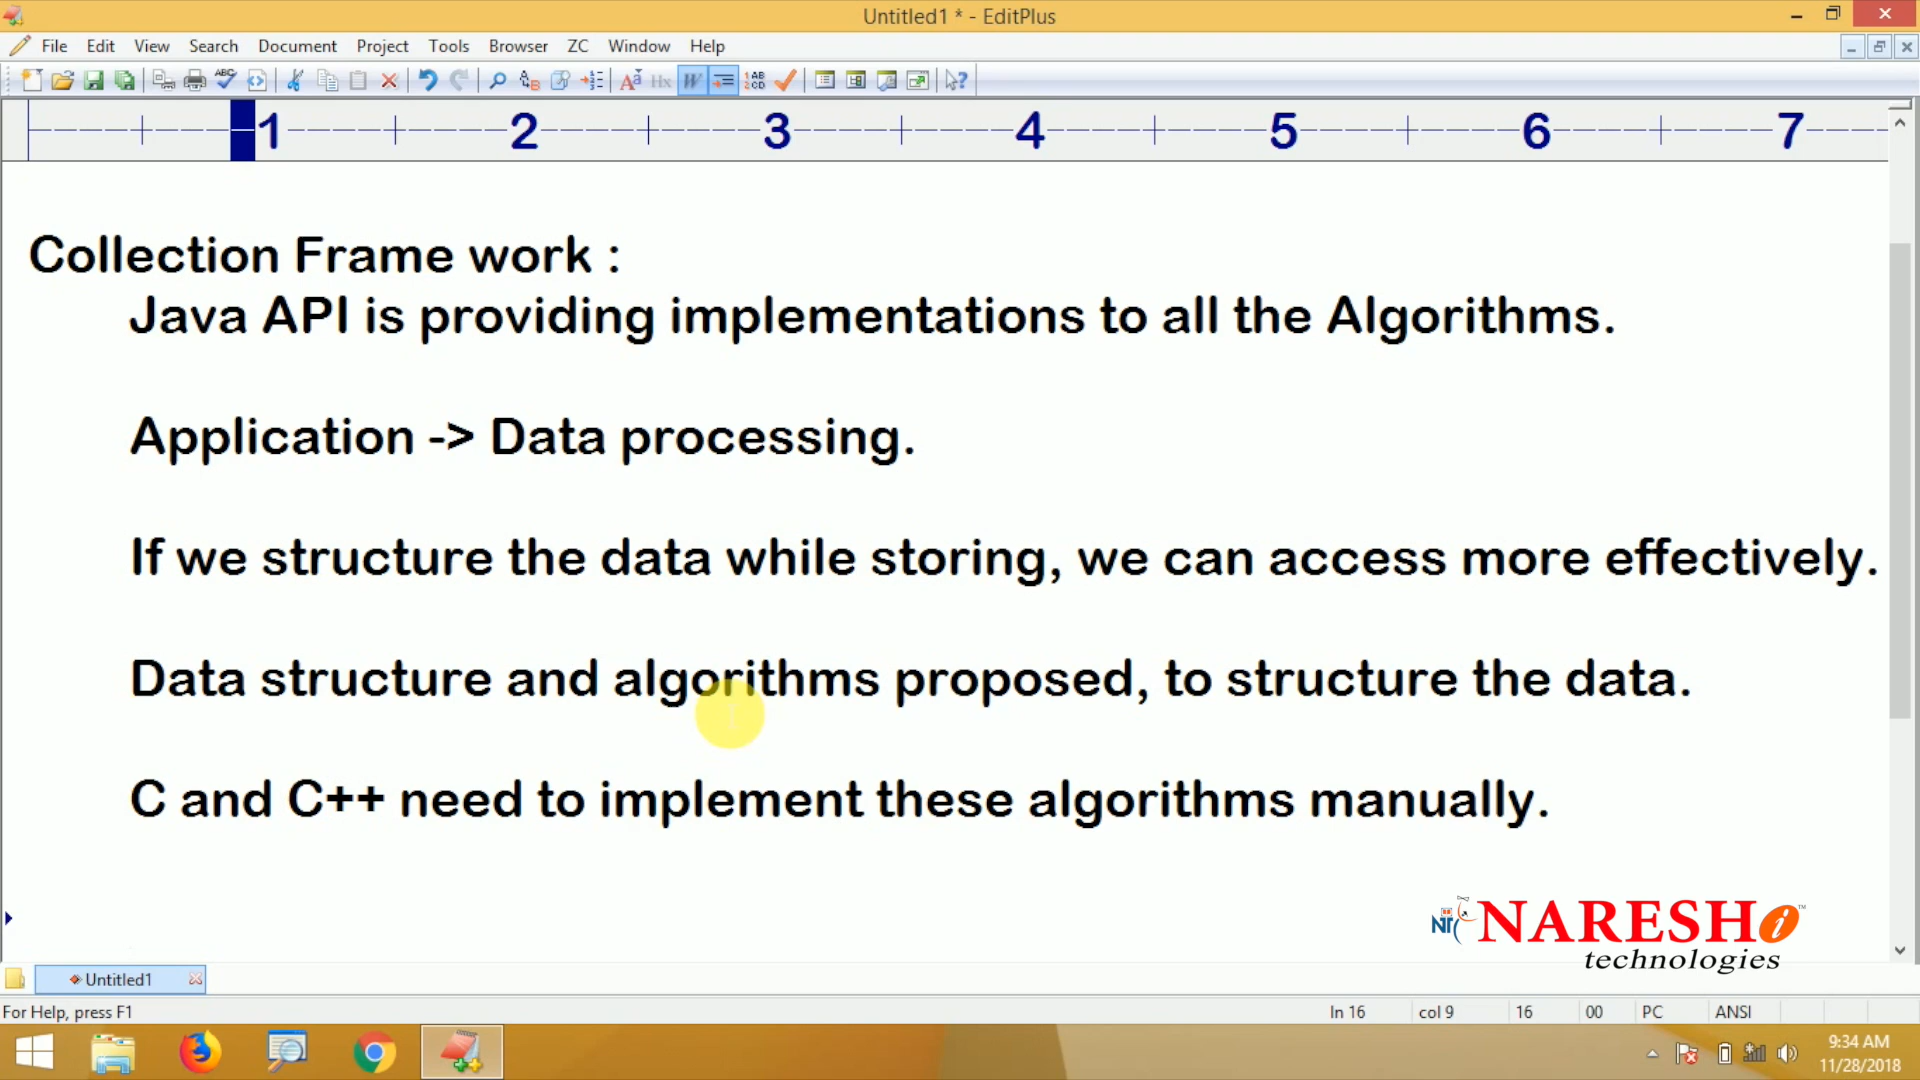 Untitled1 * - EditPlus
File Edit View Search Document Project Tools Browser ZC Window Help
1 2 3 4 5 6 7
Collection Frame work :
Java API is providing implementations to all the Algorithms.
Application -> Data processing.
If we structure the data while storing, we can access more effectively.
Data structure and algorithms proposed, to structure the data.
C and C++ need to implement these algorithms manually.
NARESH i
technologies
Untitled1
For Help, press F1 ln 16 col 9 16 00 PC ANSI
9:34 AM
11/28/2018